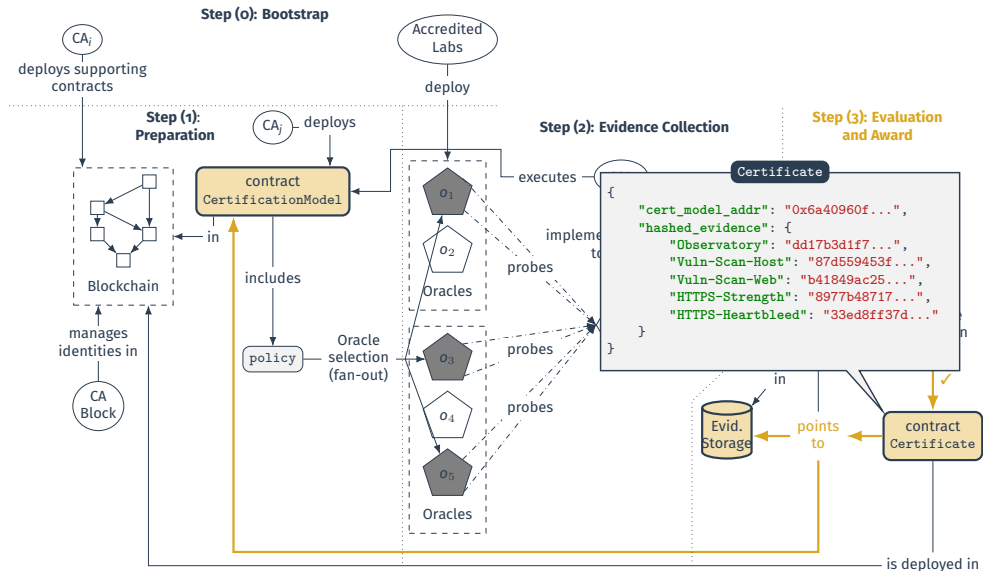 Step (0): Bootstrap
CAi
deploys supporting
contracts
Accredited
Labs
deploy
Step (1):
Preparation
CAj
deploys
Step (2): Evidence Collection
Step (3): Evaluation
and Award
contract
CertificationModel
executes
in
Blockchain
manages
identities in
CA
Block
includes
policy
Oracle
selection
(fan-out)
o1
o2
Oracles
o3
o4
o5
Oracles
probes
probes
probes
impleme
to
Certificate
{
"cert_model_addr": "0x6a40960f...",
"hashed_evidence": {
"Observatory": "dd17b3d1f7...",
"Vuln-Scan-Host": "87d559453f...",
"Vuln-Scan-Web": "b41849ac25...",
"HTTPS-Strength": "8977b48717...",
"HTTPS-Heartbleed": "33ed8ff37d..."
}
}
in
✓
Evid.
Storage
points
to
contract
Certificate
is deployed in